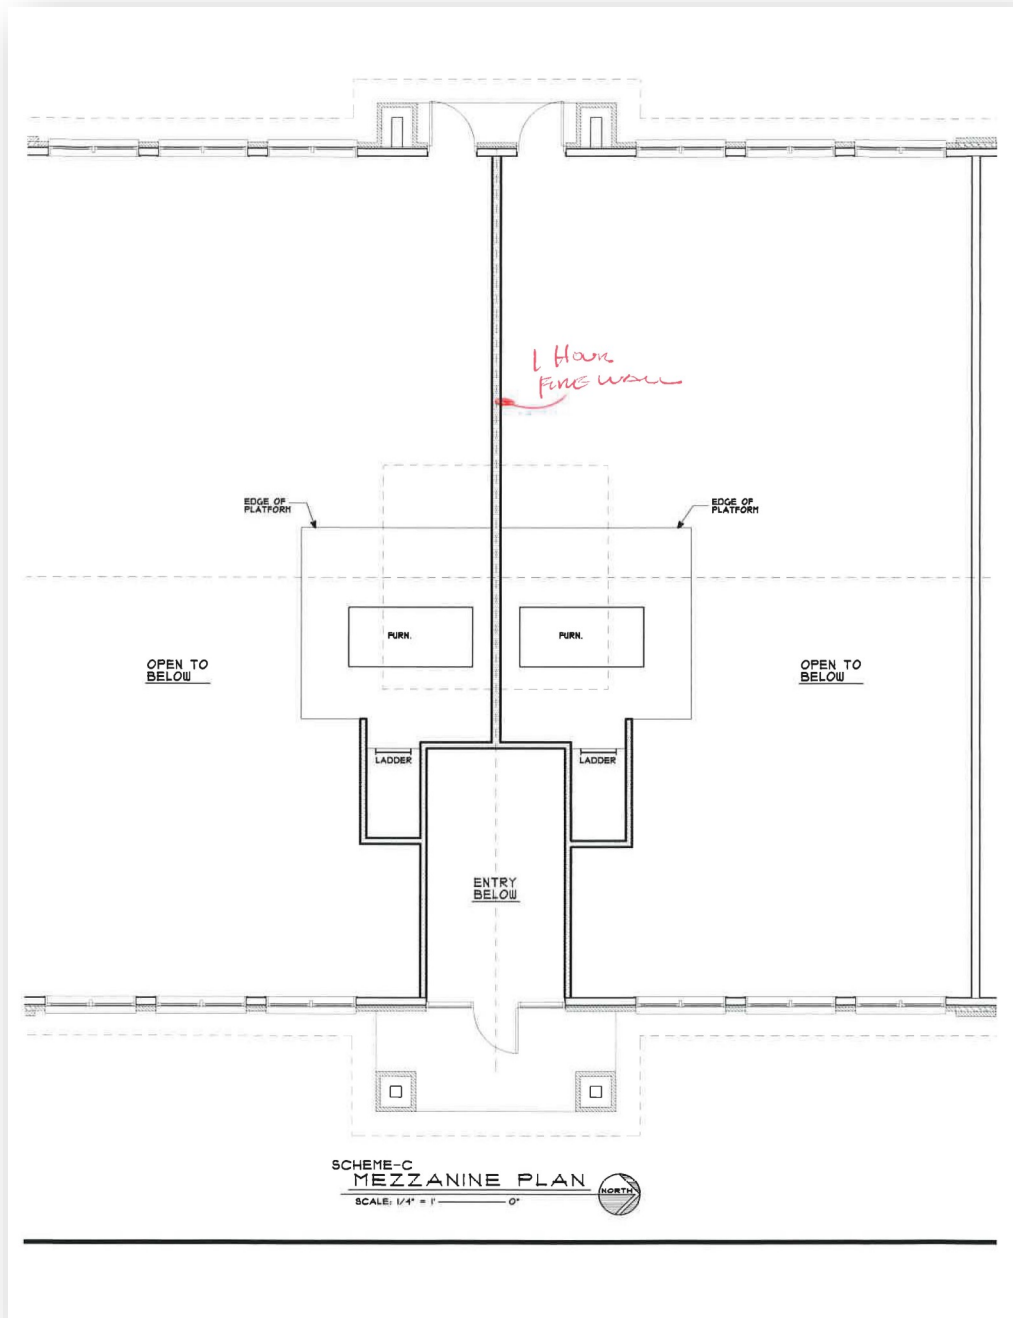 1 HOUR
FIRE WALL
EDGE OF
PLATFORM
EDGE OF
PLATFORM
FURN.
FURN.
OPEN TO
BELOW
OPEN TO
BELOW
LADDER
LADDER
ENTRY
BELOW
SCHEME-C
MEZZANINE PLAN
NORTH
SCALE: 1/4" = 1' 0"